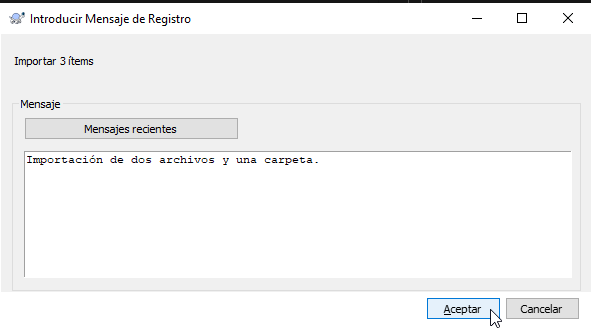 Introducir Mensaje de Registro
Importar 3 ítems
Mensaje
Mensajes recientes
Importación de dos archivos y una carpeta.
Aceptar
Cancelar